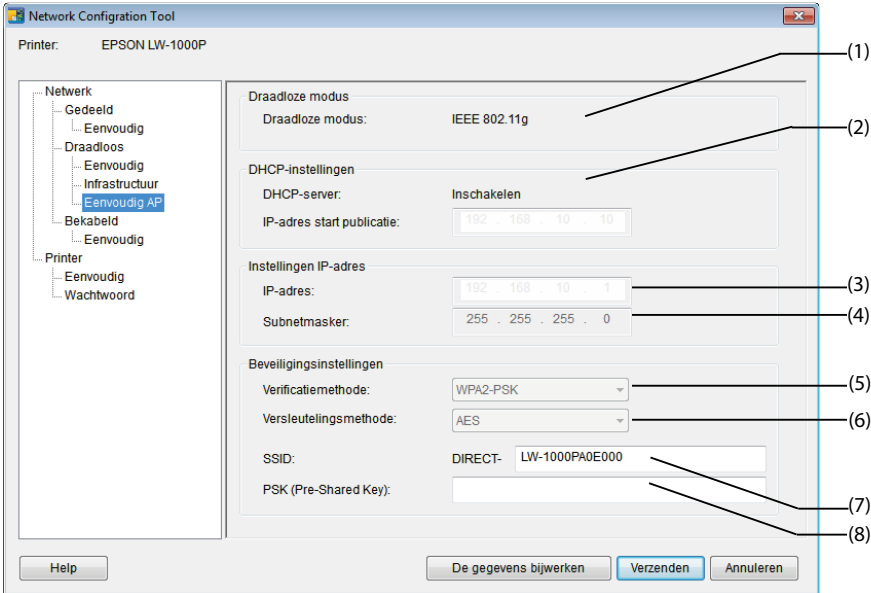 Network Configration Tool
Printer: EPSON LW-1000P
Netwerk
Gedeeld
Eenvoudig
Draadloos
Eenvoudig
Infrastructuur
Eenvoudig AP
Bekabeld
Eenvoudig
Printer
Eenvoudig
Wachtwoord
Draadloze modus
Draadloze modus: IEEE 802.11g
(1)
DHCP-instellingen
(2)
DHCP-server: Inschakelen
IP-adres start publicatie: 192 . 168 . 10 . 10
Instellingen IP-adres
IP-adres: 192 . 168 . 10 . 1
(3)
Subnetmasker: 255 . 255 . 255 . 0
(4)
Beveiligingsinstellingen
Verificatiemethode: WPA2-PSK
(5)
Versleutelingsmethode: AES
(6)
SSID: DIRECT- LW-1000PA0E000
(7)
PSK (Pre-Shared Key):
(8)
Help
De gegevens bijwerken
Verzenden
Annuleren